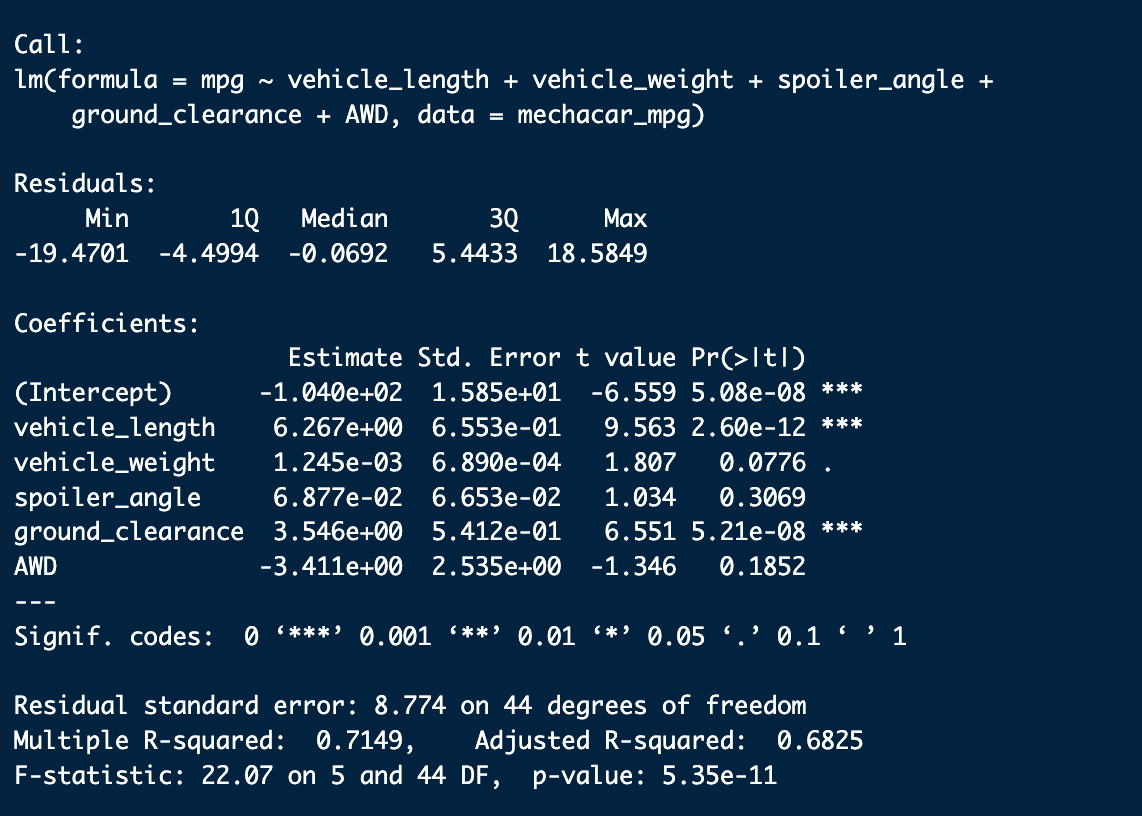 Call:
lm(formula = mpg ~ vehicle_length + vehicle_weight + spoiler_angle +
    ground_clearance + AWD, data = mechacar_mpg)

Residuals:
     Min       1Q   Median       3Q      Max
-19.4701  -4.4994  -0.0692   5.4433  18.5849

Coefficients:
                   Estimate Std. Error t value Pr(>|t|)
(Intercept)      -1.040e+02  1.585e+01  -6.559 5.08e-08 ***
vehicle_length    6.267e+00  6.553e-01   9.563 2.60e-12 ***
vehicle_weight    1.245e-03  6.890e-04   1.807   0.0776 .
spoiler_angle     6.877e-02  6.653e-02   1.034   0.3069
ground_clearance  3.546e+00  5.412e-01   6.551 5.21e-08 ***
AWD              -3.411e+00  2.535e+00  -1.346   0.1852
---
Signif. codes:  0 ‘***’ 0.001 ‘**’ 0.01 ‘*’ 0.05 ‘.’ 0.1 ‘ ’ 1

Residual standard error: 8.774 on 44 degrees of freedom
Multiple R-squared:  0.7149,    Adjusted R-squared:  0.6825
F-statistic: 22.07 on 5 and 44 DF,  p-value: 5.35e-11